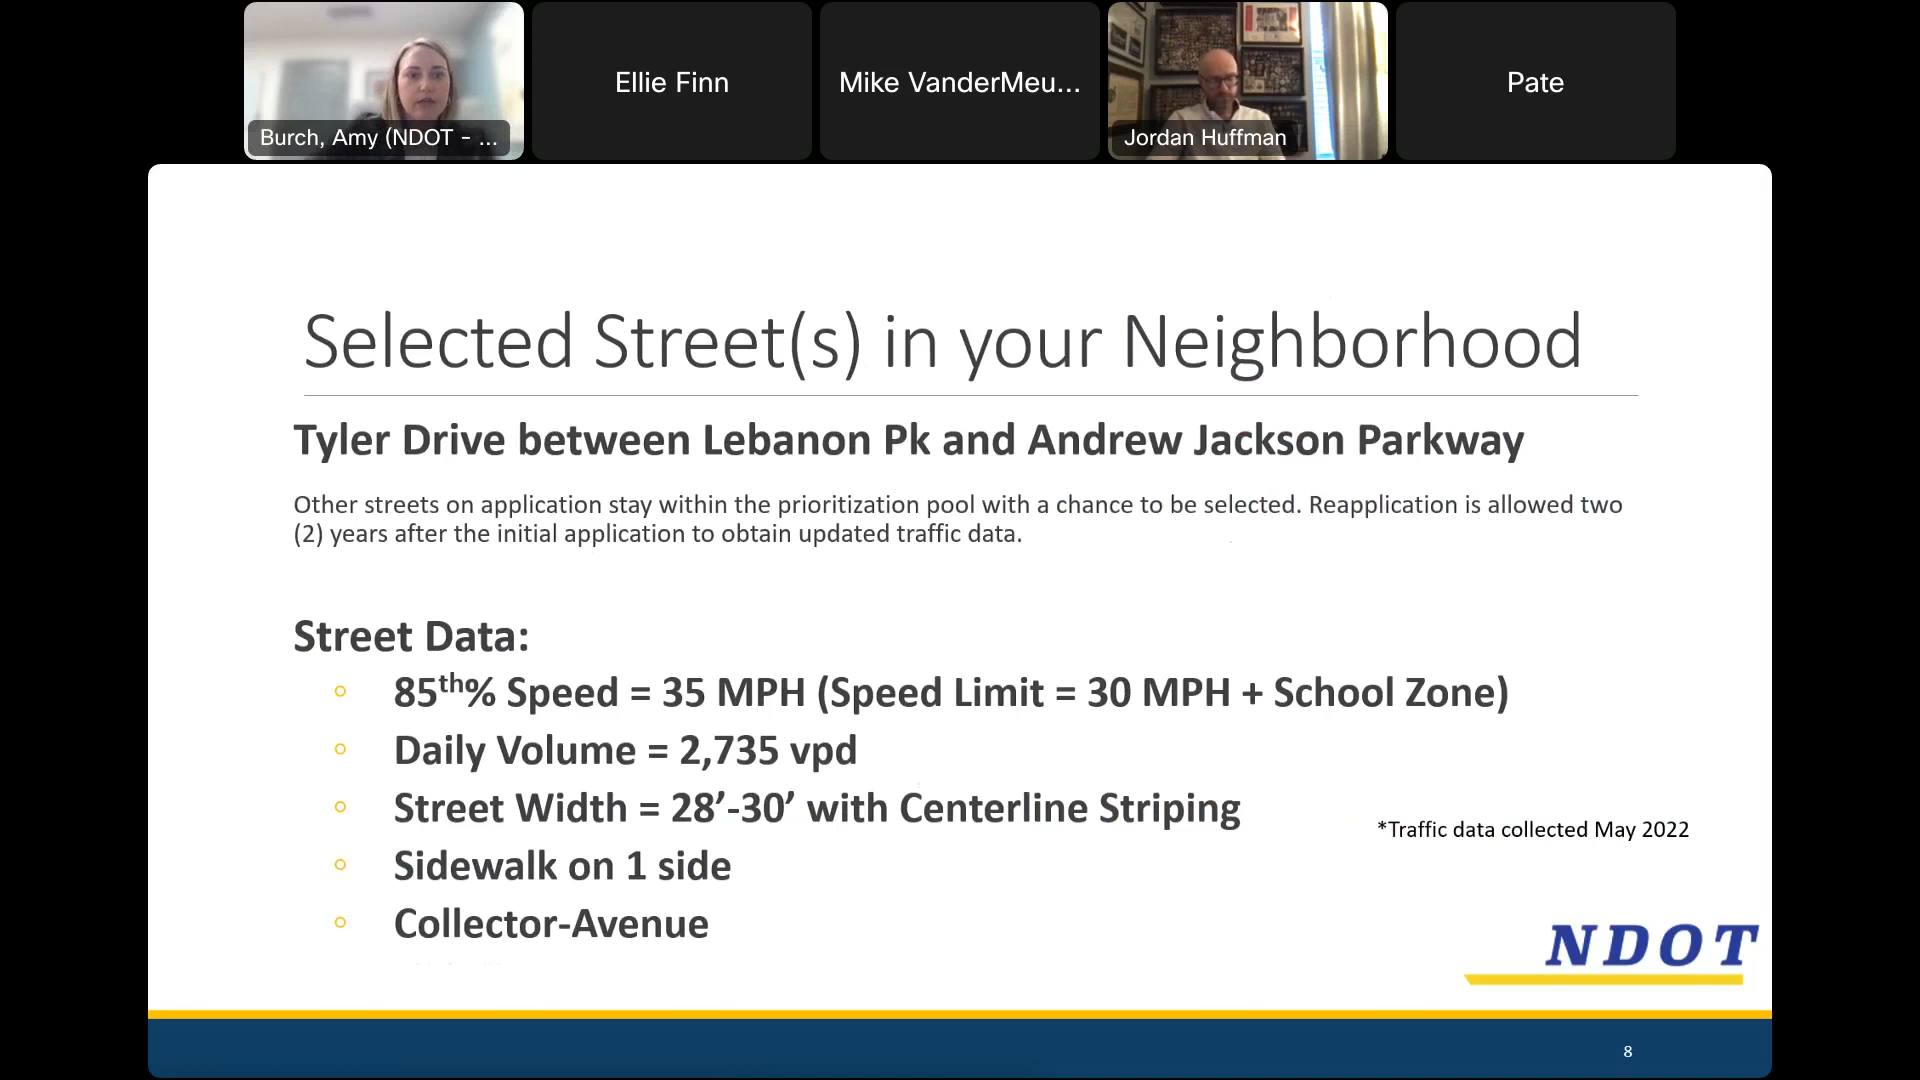 Burch, Amy (NDOT - ...
Ellie Finn
Mike VanderMeu...
Jordan Huffman
Pate
Selected Street(s) in your Neighborhood
Tyler Drive between Lebanon Pk and Andrew Jackson Parkway
Other streets on application stay within the prioritization pool with a chance to be selected. Reapplication is allowed two
(2) years after the initial application to obtain updated traffic data.
Street Data:
◦ 85th% Speed = 35 MPH (Speed Limit = 30 MPH + School Zone)
◦ Daily Volume = 2,735 vpd
◦ Street Width = 28’-30’ with Centerline Striping
*Traffic data collected May 2022
◦ Sidewalk on 1 side
◦ Collector-Avenue
NDOT
8